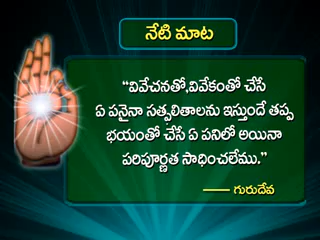 నేటి మాట
“వివేచనతో,వివేకంతో చేసే
ఏ పనైనా సత్ఫలితాలను ఇస్తుందే తప్ప
భయంతో చేసే ఏ పనిలో అయినా
పరిపూర్ణత సాధించలేము.”
—— గురుదేవ